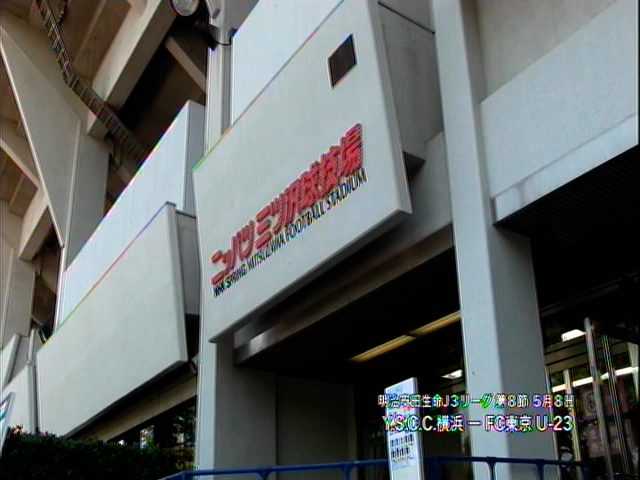 ニッパツ三ツ沢球技場
NHK SPRING MITSUZAWA FOOTBALL STADIUM
明治安田生命J3リーグ 第8節 5月8日
Y.S.C.C.横浜 － FC東京 U-23